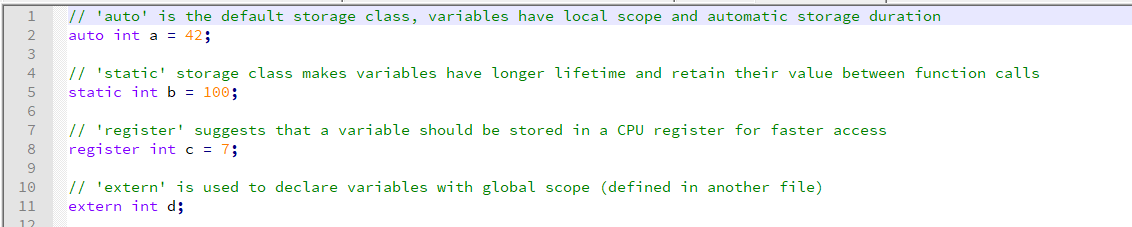 1 // 'auto' is the default storage class, variables have local scope and automatic storage duration
2 auto int a = 42;
3
4 // 'static' storage class makes variables have longer lifetime and retain their value between function calls
5 static int b = 100;
6
7 // 'register' suggests that a variable should be stored in a CPU register for faster access
8 register int c = 7;
9
10 // 'extern' is used to declare variables with global scope (defined in another file)
11 extern int d;
12